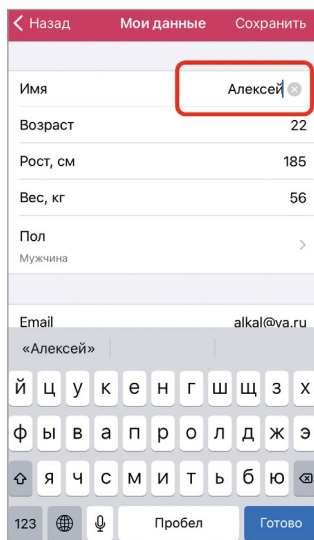 Назад Мои данные Сохранить
Имя Алексей
Возраст 22
Рост, см 185
Вес, кг 56
Пол
Мужчина
Email alkal@ya.ru
«Алексей»
й ц у к е н г ш щ з х
ф ы в а п р о л д ж э
я ч с м и т ь б ю
123 Пробел Готово